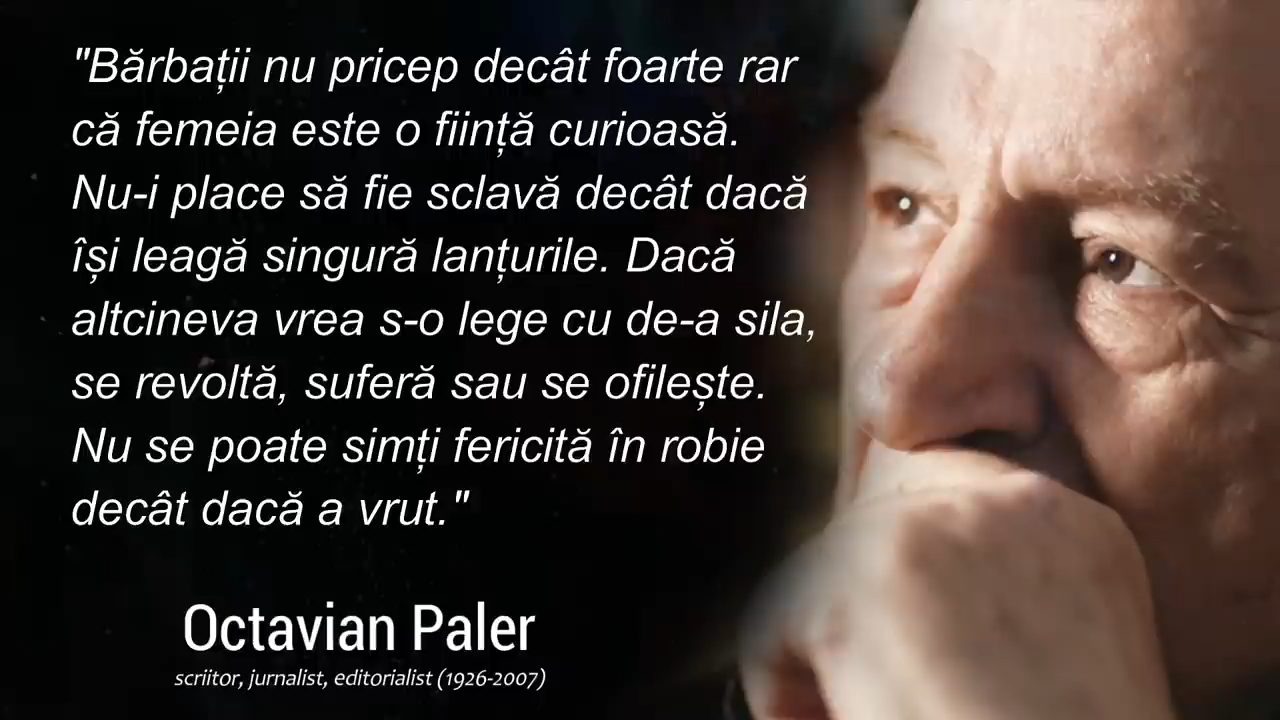 "Bărbații nu pricep decât foarte rar
că femeia este o ființă curioasă.
Nu-i place să fie sclavă decât dacă
își leagă singură lanțurile. Dacă
altcineva vrea s-o lege cu de-a sila,
se revoltă, suferă sau se ofilește.
Nu se poate simți fericită în robie
decât dacă a vrut."
Octavian Paler
scriitor, jurnalist, editorialist (1926-2007)